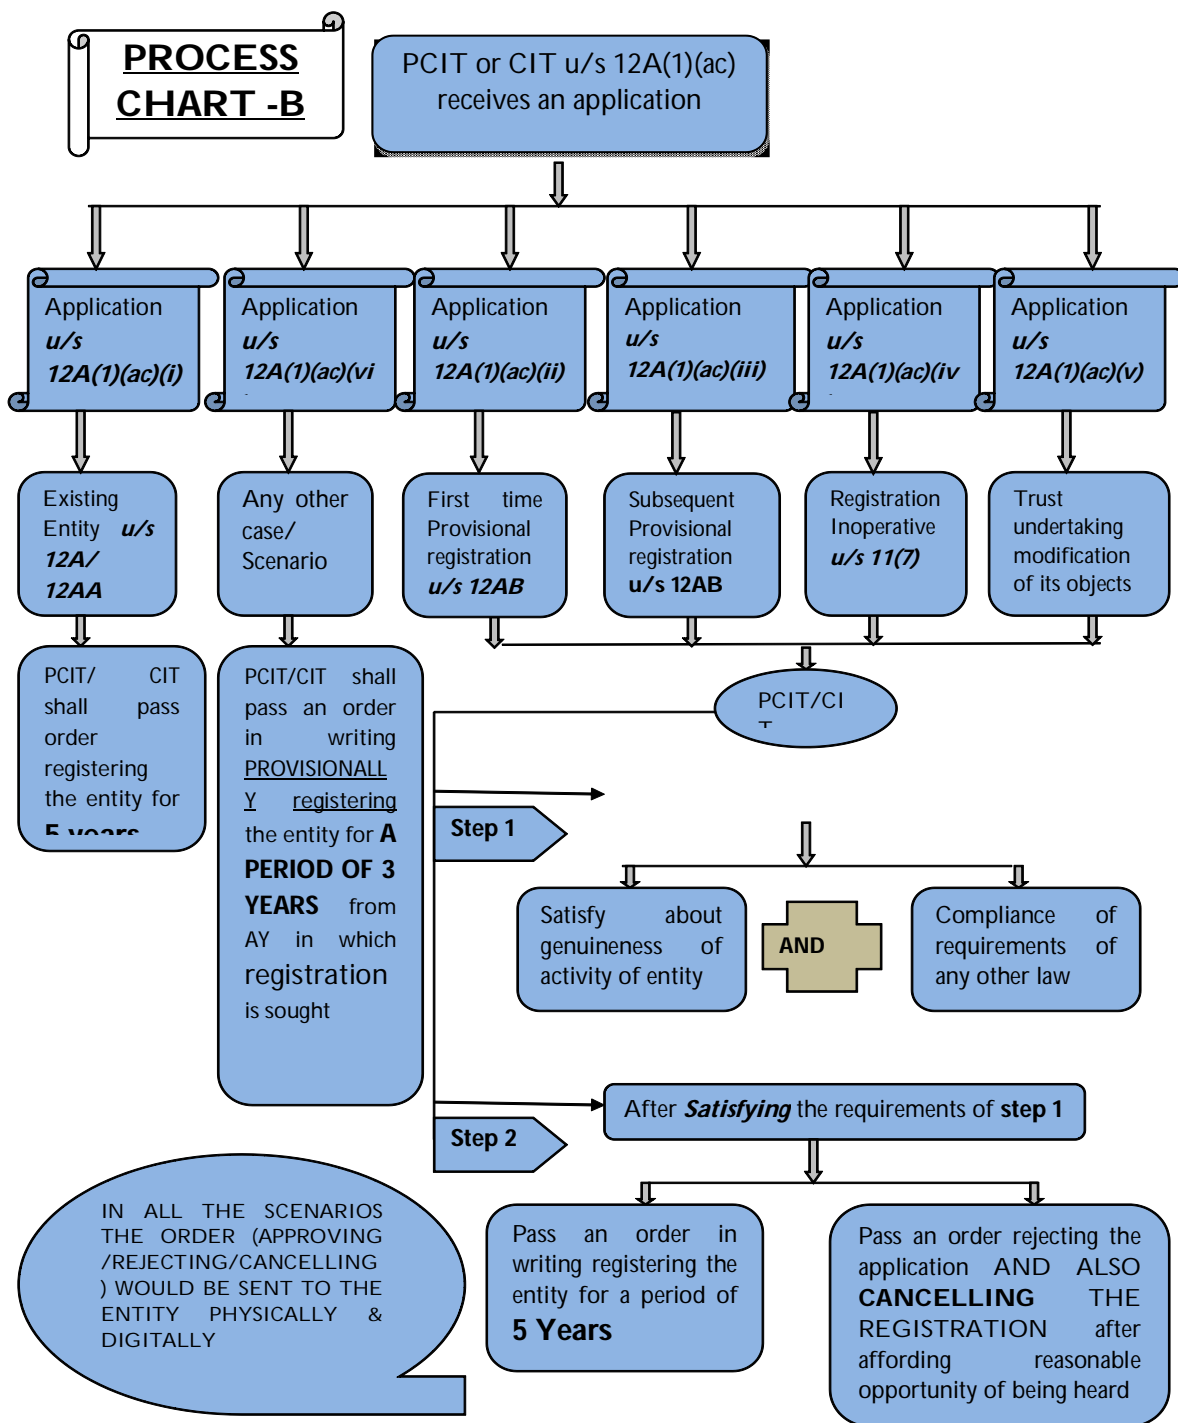 PROCESS
CHART -B
PCIT or CIT u/s 12A(1)(ac)
receives an application
Application
u/s
12A(1)(ac)(i)
Application
u/s
12A(1)(ac)(vi
Application
u/s
12A(1)(ac)(ii)
Application
u/s
12A(1)(ac)(iii)
Application
u/s
12A(1)(ac)(iv
Application
u/s
12A(1)(ac)(v)
Existing
Entity u/s
12A/
12AA
Any other
case/
Scenario
First time
Provisional
registration
u/s 12AB
Subsequent
Provisional
registration
u/s 12AB
Registration
Inoperative
u/s 11(7)
Trust
undertaking
modification
of its objects
PCIT/ CIT
shall pass
order
registering
the entity for
5 years
PCIT/CIT shall
pass an order
in writing
PROVISIONALL
Y registering
the entity for A
PERIOD OF 3
YEARS from
AY in which
registration
is sought
PCIT/CI
T
Step 1
Satisfy about
genuineness of
activity of entity
AND
Compliance of
requirements of
any other law
After Satisfying the requirements of step 1
Step 2
Pass an order in
writing registering the
entity for a period of
5 Years
Pass an order rejecting the
application AND ALSO
CANCELLING THE
REGISTRATION after
affording reasonable
opportunity of being heard
IN ALL THE SCENARIOS
THE ORDER (APPROVING
/REJECTING/CANCELLING
) WOULD BE SENT TO THE
ENTITY PHYSICALLY &
DIGITALLY